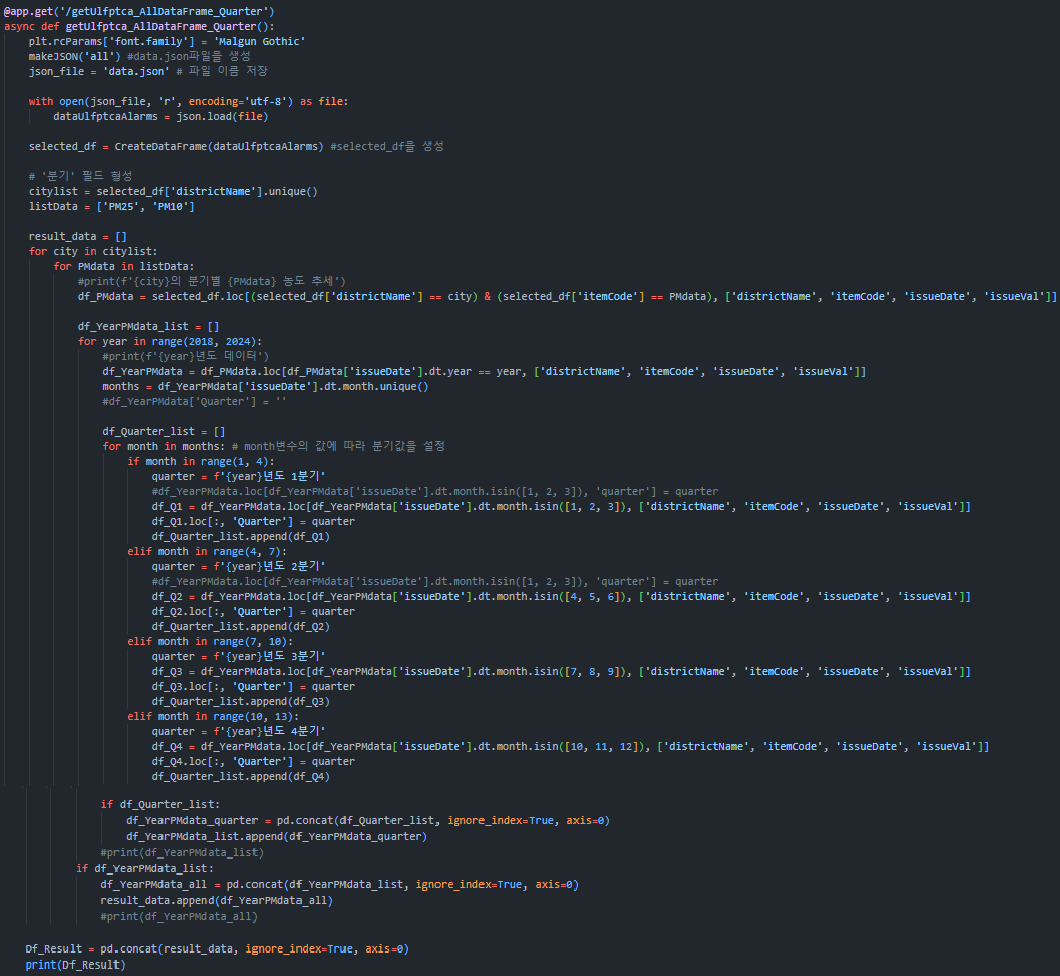 @app.get('/getUlfptca_AllDataFrame_Quarter')
async def getUlfptca_AllDataFrame_Quarter():
    plt.rcParams['font.family'] = 'Malgun Gothic'
    makeJSON('all') #data.json파일을 생성
    json_file = 'data.json' # 파일 이름 저장

    with open(json_file, 'r', encoding='utf-8') as file:
        dataUlfptcaAlarms = json.load(file)

    selected_df = CreateDataFrame(dataUlfptcaAlarms) #selected_df을 생성

    # '분기' 필드 형성
    citylist = selected_df['districtName'].unique()
    listData = ['PM25', 'PM10']

    result_data = []
    for city in citylist:
        for PMdata in listData:
            #print(f'{city}의 분기별 {PMdata} 농도 추세')
            df_PMdata = selected_df.loc[(selected_df['districtName'] == city) & (selected_df['itemCode'] == PMdata), ['districtName', 'itemCode', 'issueDate', 'issueVal']]

            df_YearPMdata_list = []
            for year in range(2018, 2024):
                #print(f'{year}년도 데이터')
                df_YearPMdata = df_PMdata.loc[df_PMdata['issueDate'].dt.year == year, ['districtName', 'itemCode', 'issueDate', 'issueVal']]
                months = df_YearPMdata['issueDate'].dt.month.unique()
                #df_YearPMdata['Quarter'] = ''

                df_Quarter_list = []
                for month in months: # month변수의 값에 따라 분기값을 설정
                    if month in range(1, 4):
                        quarter = f'{year}년도 1분기'
                        #df_YearPMdata.loc[df_YearPMdata['issueDate'].dt.month.isin([1, 2, 3]), 'quarter'] = quarter
                        df_Q1 = df_YearPMdata.loc[df_YearPMdata['issueDate'].dt.month.isin([1, 2, 3]), ['districtName', 'itemCode', 'issueDate', 'issueVal']]
                        df_Q1.loc[:, 'Quarter'] = quarter
                        df_Quarter_list.append(df_Q1)
                    elif month in range(4, 7):
                        quarter = f'{year}년도 2분기'
                        #df_YearPMdata.loc[df_YearPMdata['issueDate'].dt.month.isin([1, 2, 3]), 'quarter'] = quarter
                        df_Q2 = df_YearPMdata.loc[df_YearPMdata['issueDate'].dt.month.isin([4, 5, 6]), ['districtName', 'itemCode', 'issueDate', 'issueVal']]
                        df_Q2.loc[:, 'Quarter'] = quarter
                        df_Quarter_list.append(df_Q2)
                    elif month in range(7, 10):
                        quarter = f'{year}년도 3분기'
                        df_Q3 = df_YearPMdata.loc[df_YearPMdata['issueDate'].dt.month.isin([7, 8, 9]), ['districtName', 'itemCode', 'issueDate', 'issueVal']]
                        df_Q3.loc[:, 'Quarter'] = quarter
                        df_Quarter_list.append(df_Q3)
                    elif month in range(10, 13):
                        quarter = f'{year}년도 4분기'
                        df_Q4 = df_YearPMdata.loc[df_YearPMdata['issueDate'].dt.month.isin([10, 11, 12]), ['districtName', 'itemCode', 'issueDate', 'issueVal']]
                        df_Q4.loc[:, 'Quarter'] = quarter
                        df_Quarter_list.append(df_Q4)

                if df_Quarter_list:
                    df_YearPMdata_quarter = pd.concat(df_Quarter_list, ignore_index=True, axis=0)
                    df_YearPMdata_list.append(df_YearPMdata_quarter)
                #print(df_YearPMdata_list)
            if df_YearPMdata_list:
                df_YearPMdata_all = pd.concat(df_YearPMdata_list, ignore_index=True, axis=0)
                result_data.append(df_YearPMdata_all)
                #print(df_YearPMdata_all)

    Df_Result = pd.concat(result_data, ignore_index=True, axis=0)
    print(Df_Result)